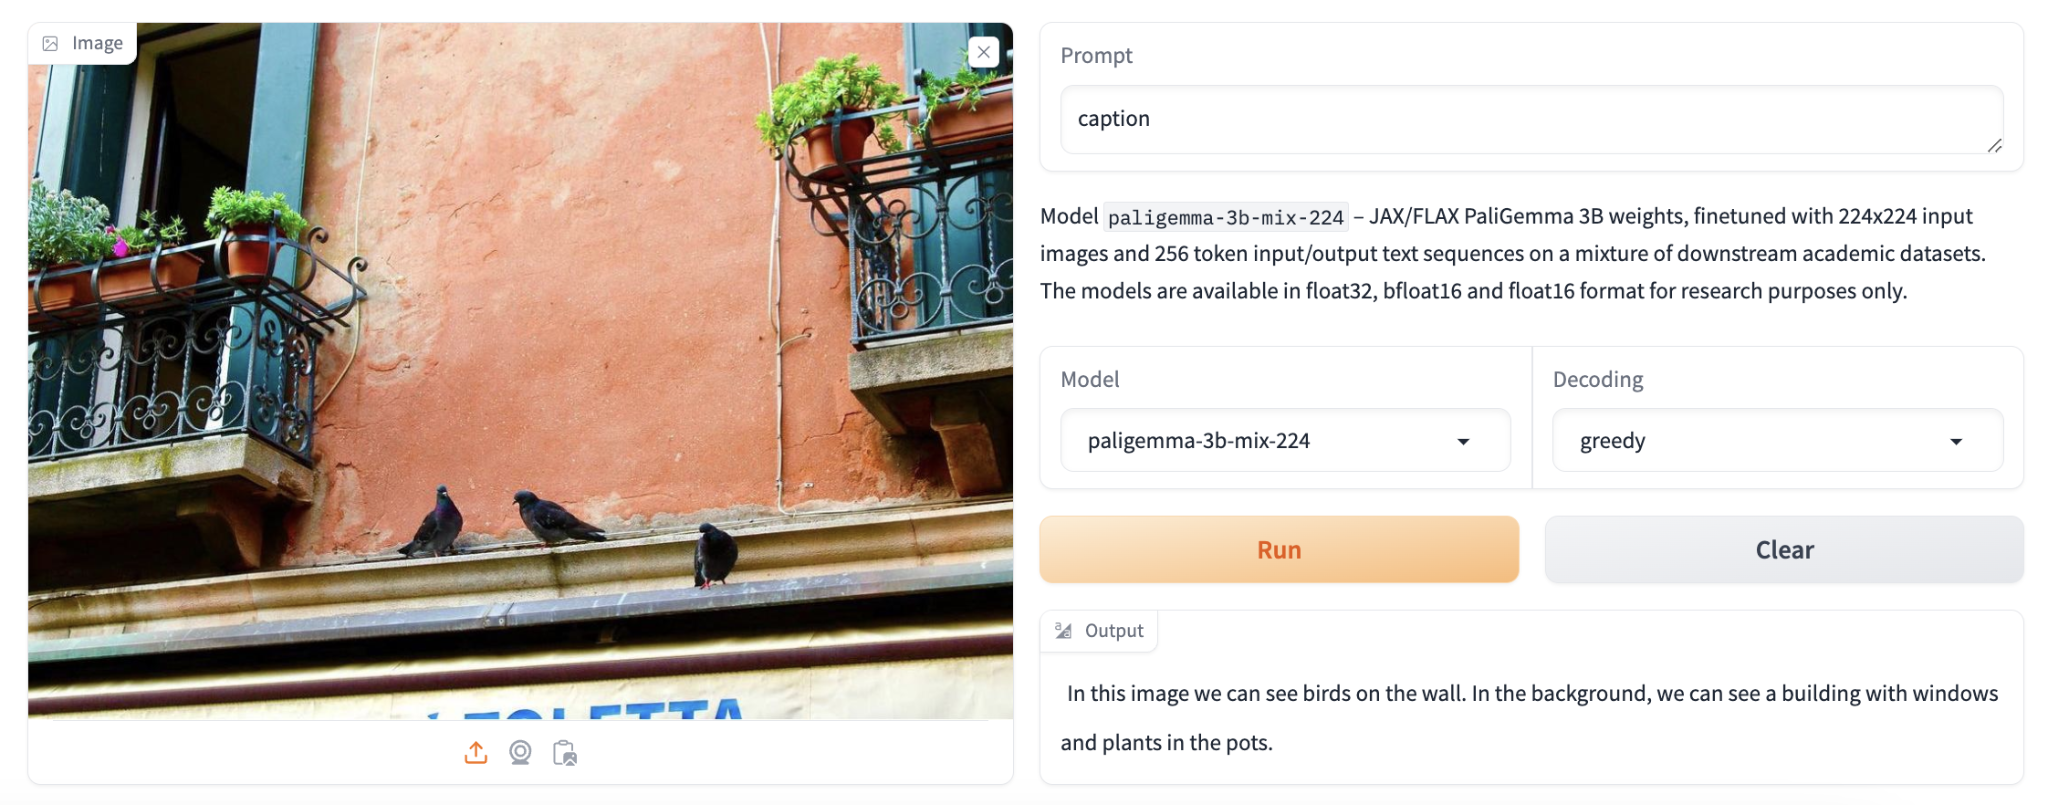 Image
Prompt
caption
Model paligemma-3b-mix-224 – JAX/FLAX PaliGemma 3B weights, finetuned with 224x224 input
images and 256 token input/output text sequences on a mixture of downstream academic datasets.
The models are available in float32, bfloat16 and float16 format for research purposes only.
Model
paligemma-3b-mix-224
Decoding
greedy
Run
Clear
Output
In this image we can see birds on the wall. In the background, we can see a building with windows
and plants in the pots.